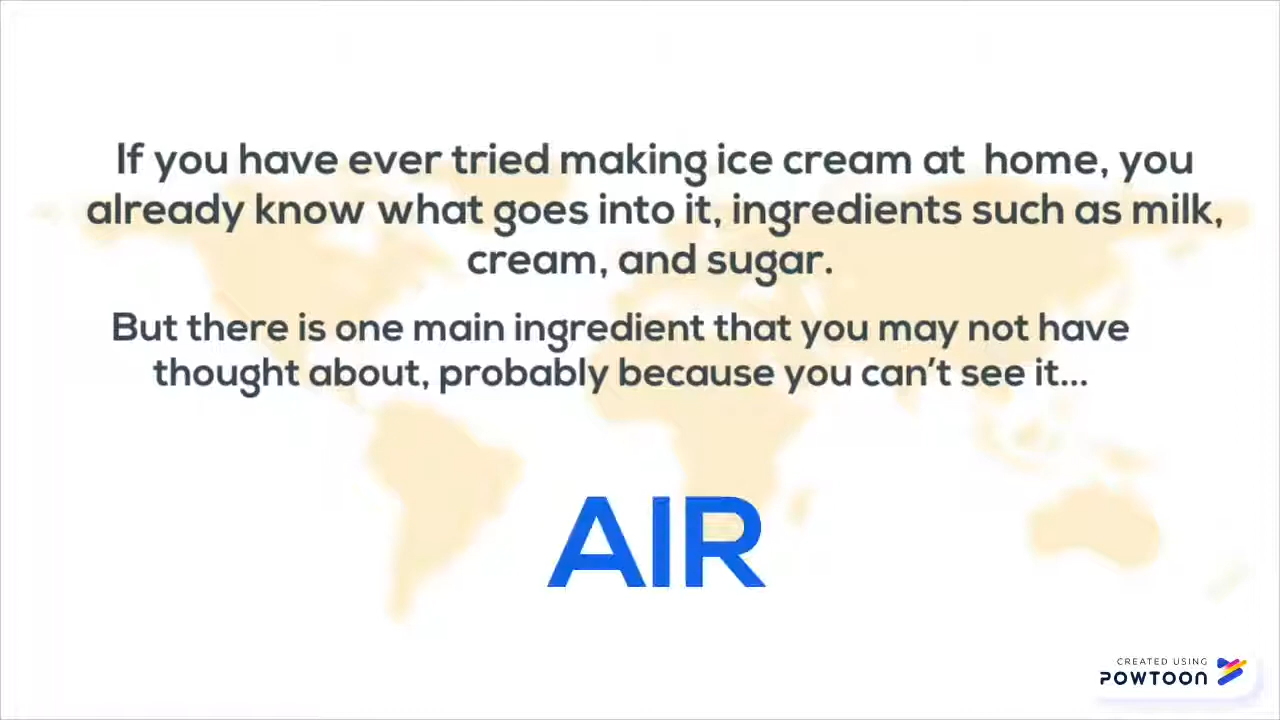 If you have ever tried making ice cream at home, you
already know what goes into it, ingredients such as milk,
cream, and sugar.
But there is one main ingredient that you may not have
thought about, probably because you can't see it...
AIR
CREATED USING
POWTOON